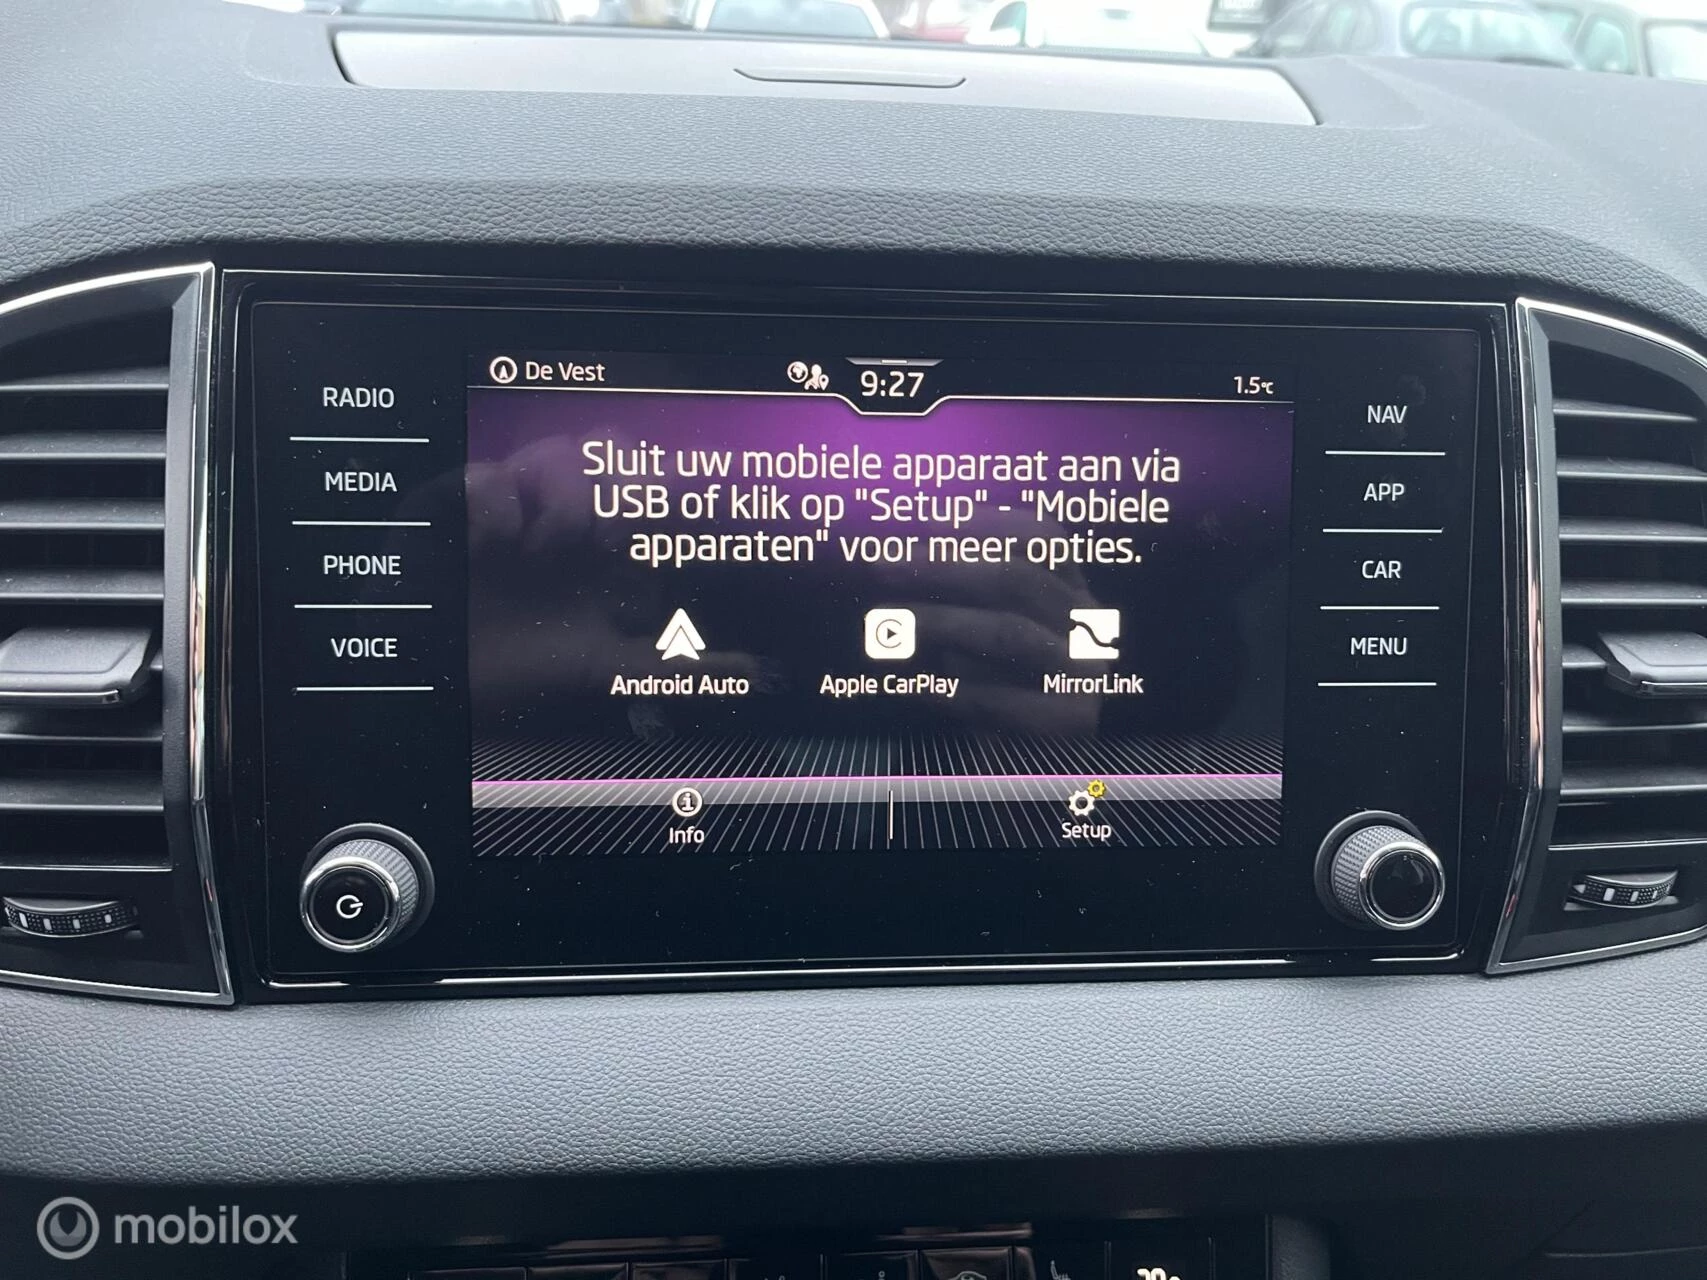 De Vest
9:27
1.5°C
RADIO
MEDIA
PHONE
VOICE
Sluit uw mobiele apparaat aan via
USB of klik op "Setup" - "Mobiele
apparaten" voor meer opties.
Android Auto
Apple CarPlay
MirrorLink
Info
Setup
NAV
APP
CAR
MENU
mobilox